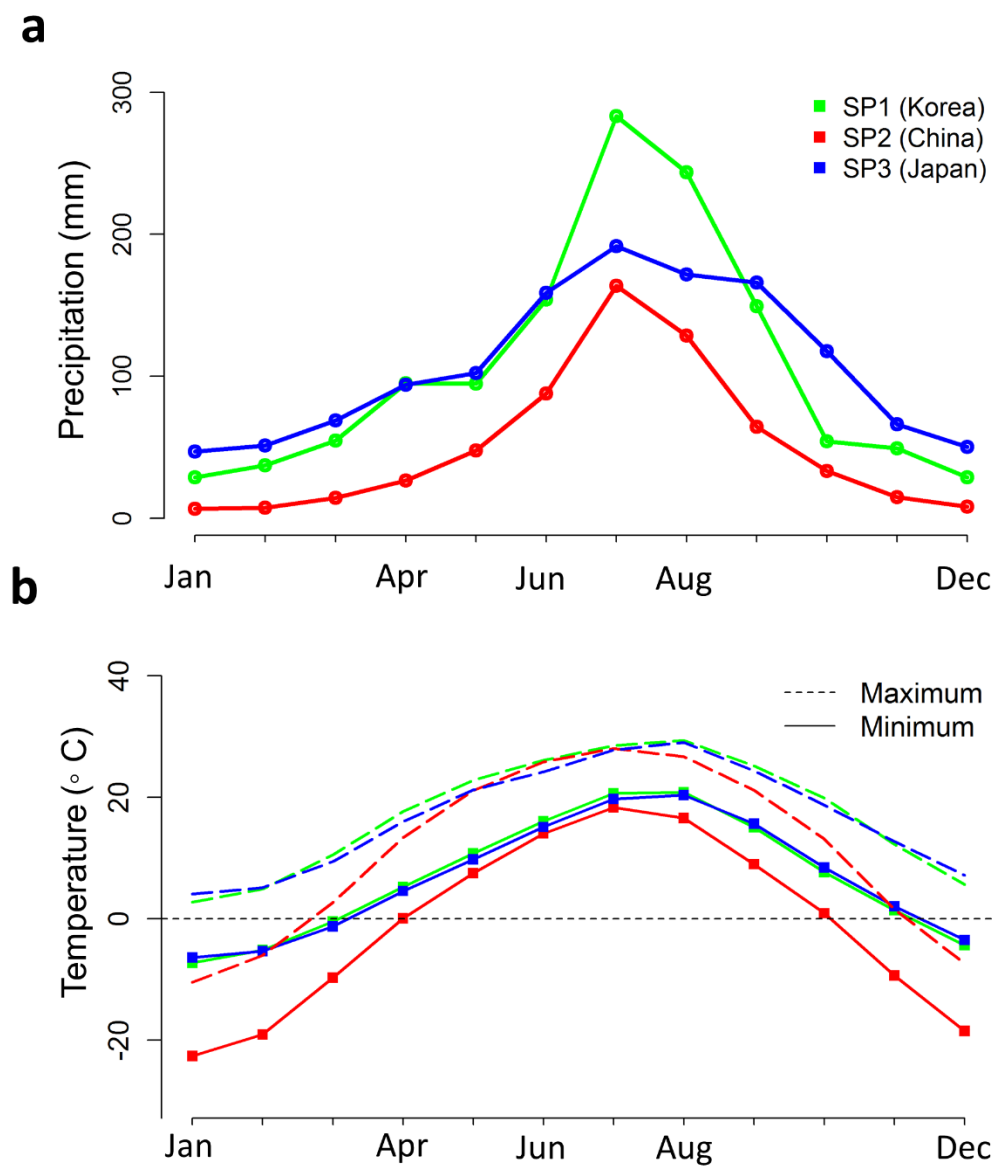 a
300
200
100
0
Precipitation (mm)
SP1 (Korea)
SP2 (China)
SP3 (Japan)
Jan Apr Jun Aug Dec
b
40
20
0
-20
Temperature (◦ C)
Maximum
Minimum
Jan Apr Jun Aug Dec